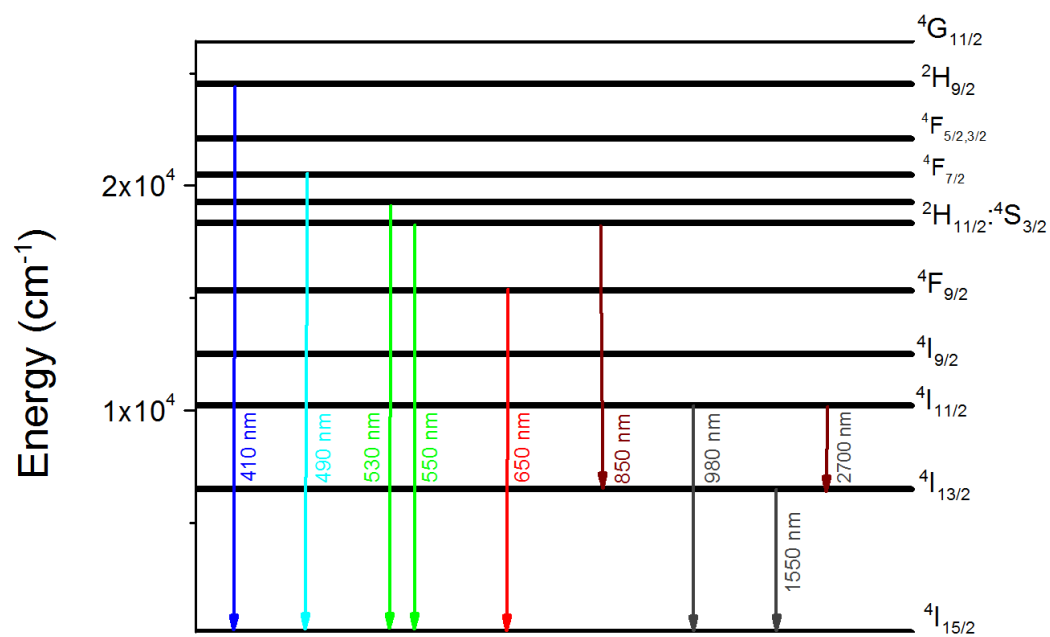 ⁴G₁₁/₂
²H₉/₂
⁴F₅/₂,₃/₂
⁴F₇/₂
2x10⁴
²H₁₁/₂:⁴S₃/₂
⁴F₉/₂
⁴I₉/₂
1x10⁴
⁴I₁₁/₂
Energy (cm⁻¹)
410 nm
490 nm
530 nm
550 nm
650 nm
850 nm
980 nm
2700 nm
⁴I₁₃/₂
1550 nm
⁴I₁₅/₂